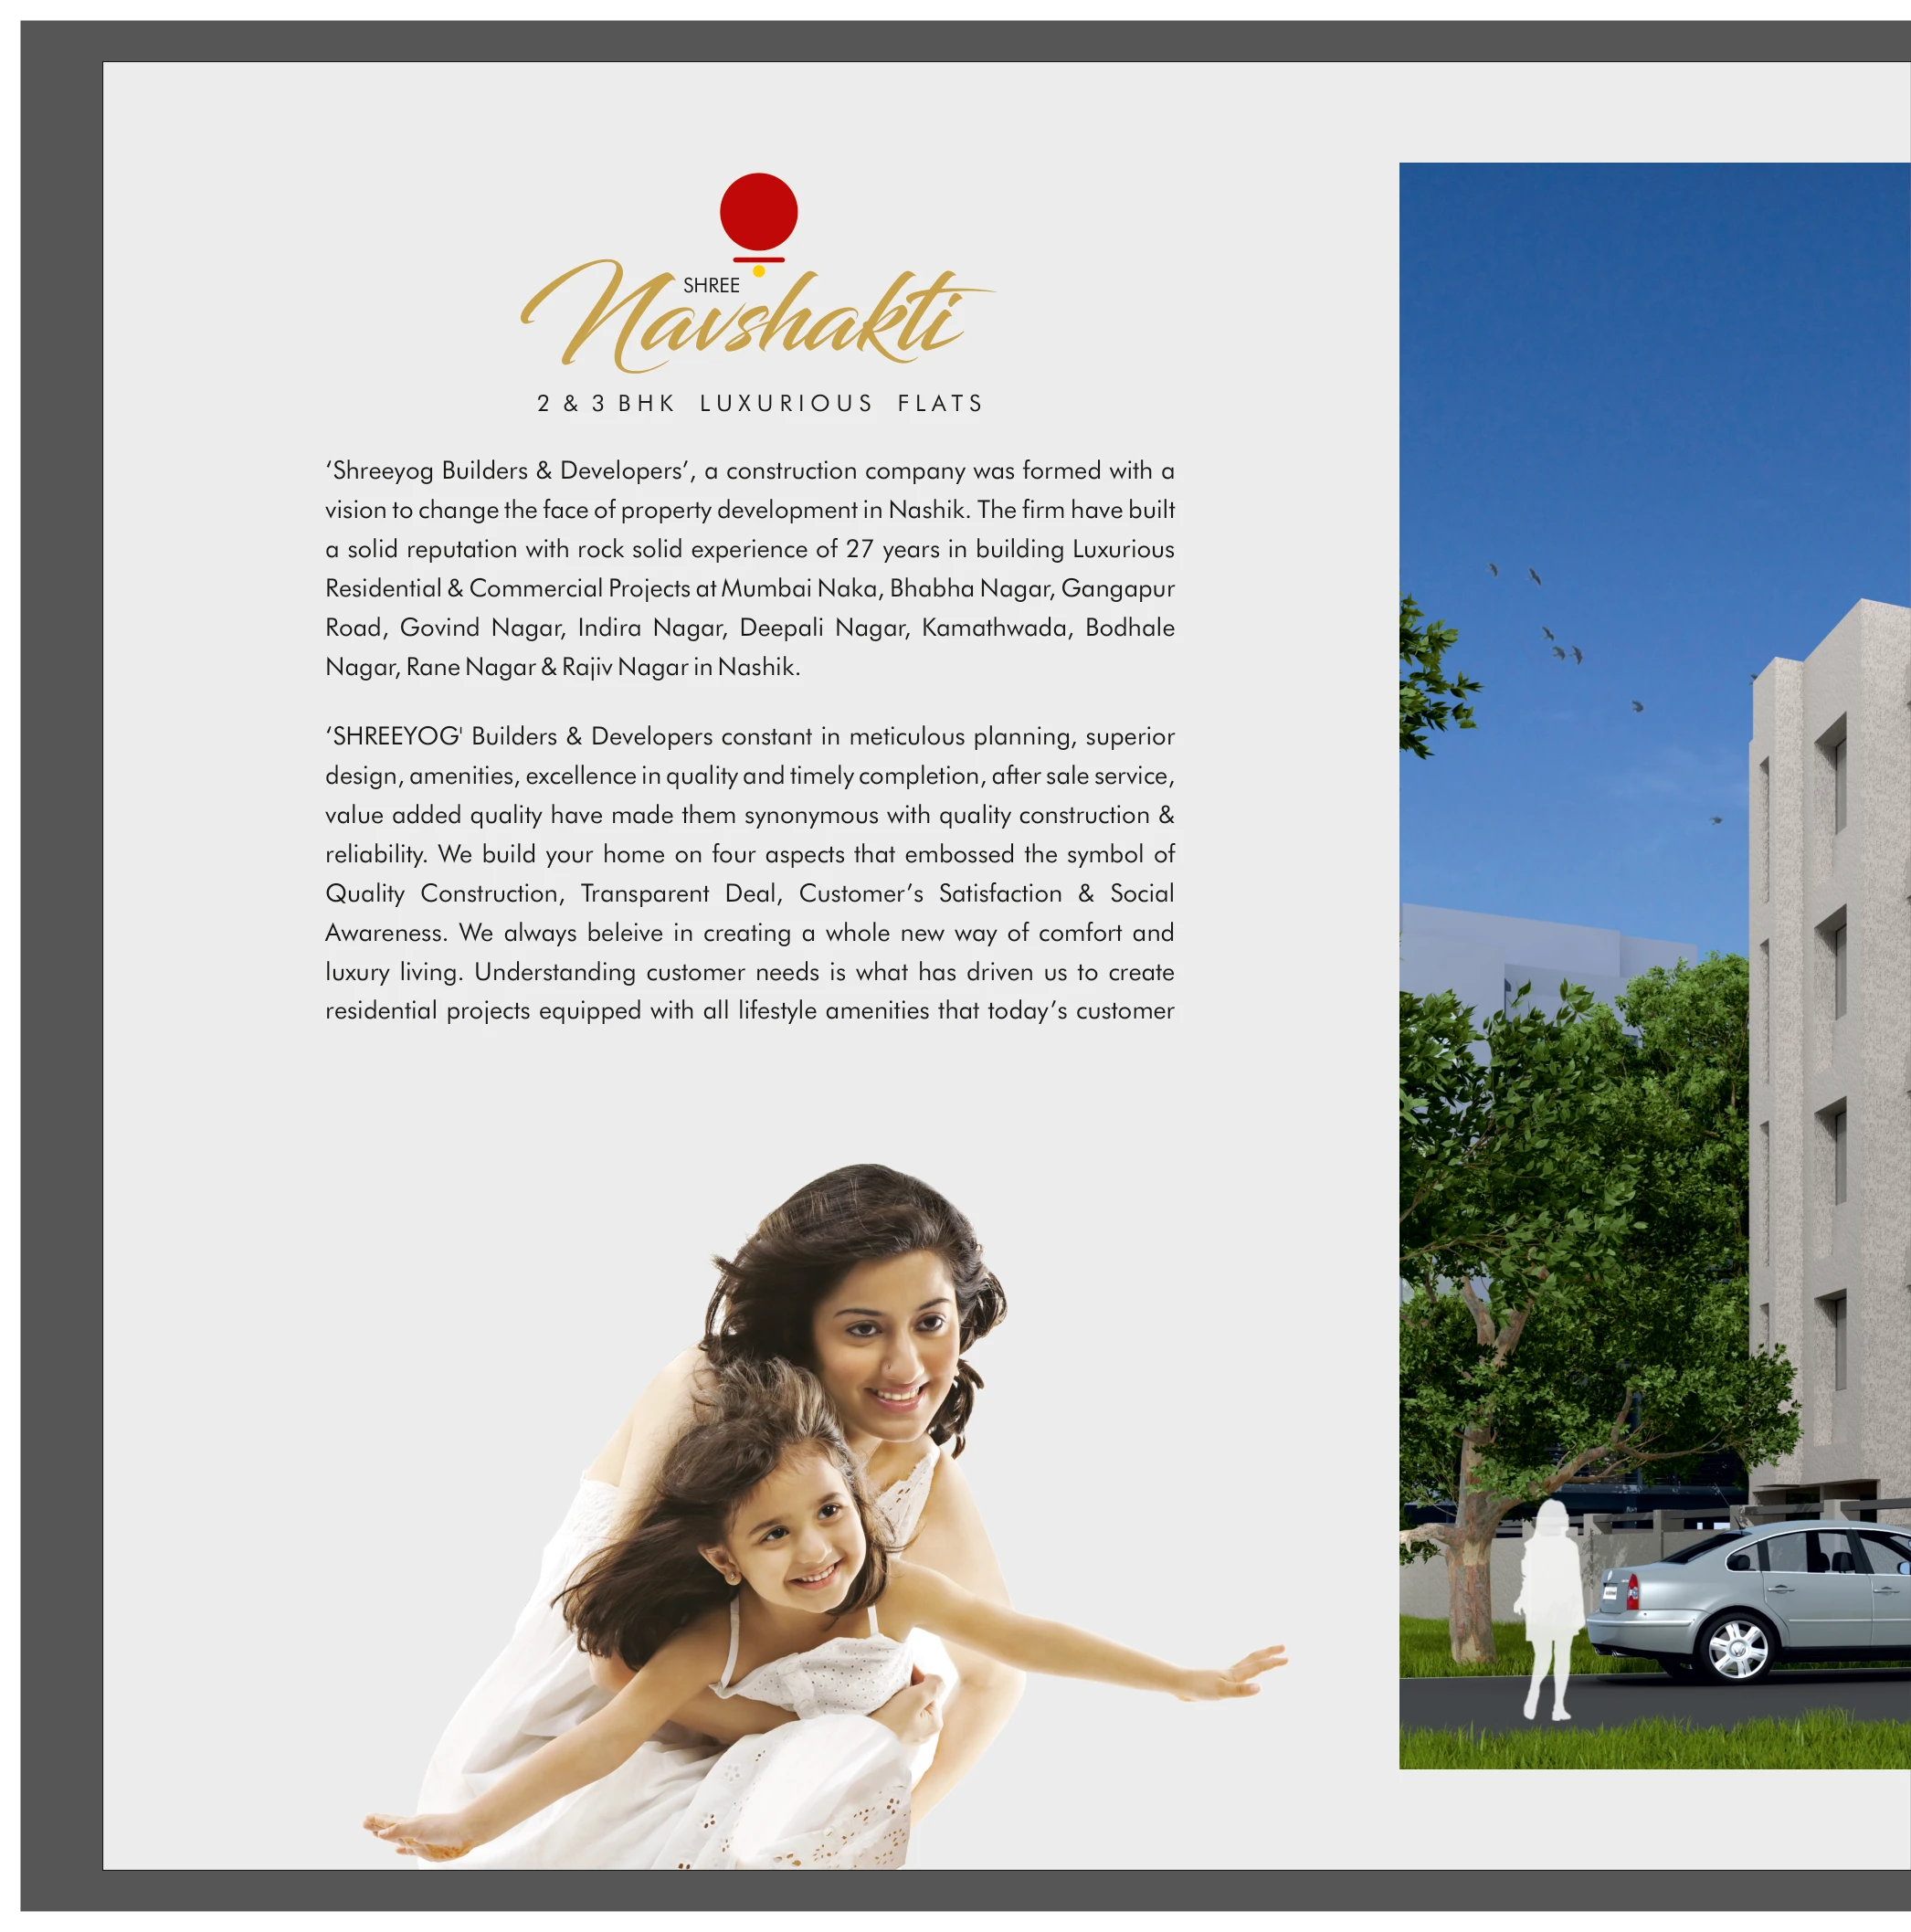 SHREE
Navshakti
2 & 3 BHK LUXURIOUS FLATS
‘Shreeyog Builders & Developers’, a construction company was formed with a
vision to change the face of property development in Nashik. The firm have built
a solid reputation with rock solid experience of 27 years in building Luxurious
Residential & Commercial Projects at Mumbai Naka, Bhabha Nagar, Gangapur
Road, Govind Nagar, Indira Nagar, Deepali Nagar, Kamathwada, Bodhale
Nagar, Rane Nagar & Rajiv Nagar in Nashik.
‘SHREEYOG' Builders & Developers constant in meticulous planning, superior
design, amenities, excellence in quality and timely completion, after sale service,
value added quality have made them synonymous with quality construction &
reliability. We build your home on four aspects that embossed the symbol of
Quality Construction, Transparent Deal, Customer’s Satisfaction & Social
Awareness. We always beleive in creating a whole new way of comfort and
luxury living. Understanding customer needs is what has driven us to create
residential projects equipped with all lifestyle amenities that today’s customer